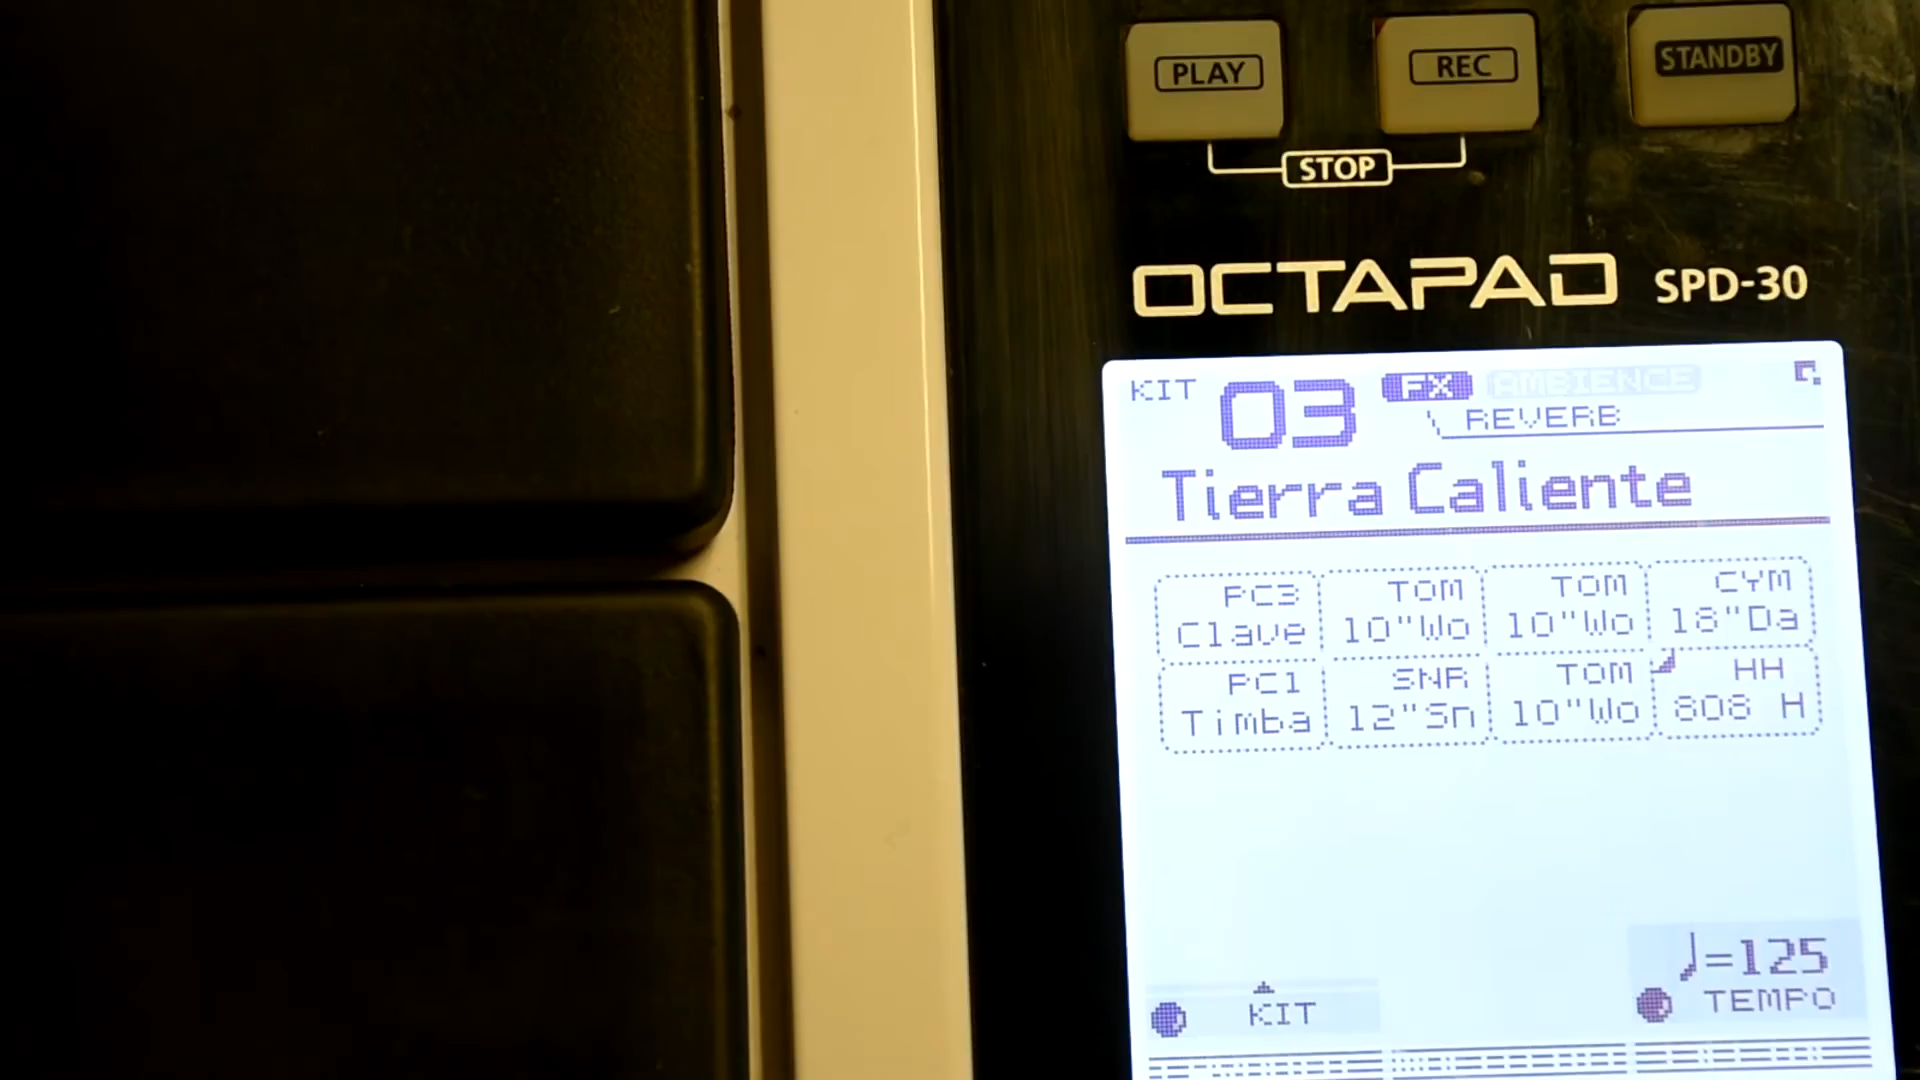 PLAY REC STANDBY
STOP
OCTAPAD SPD-30
KIT 03 FX AMBIENCE
REVERB
Tierra Caliente
PC3 TOM TOM CYM
Clave 10"Wo 10"Wo 18"Da
PC1 SNR TOM HH
Timba 12"Sn 10"Wo 808 H
♩=125
KIT TEMPO